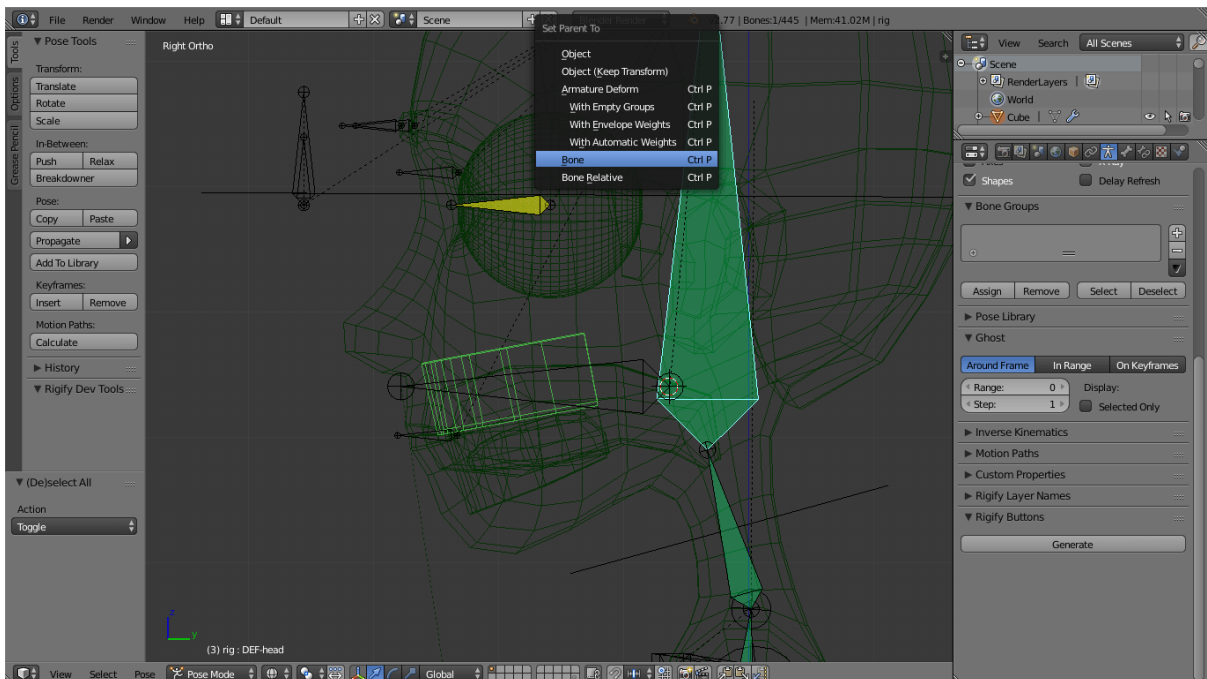 File Render Window Help Default Scene
.77 | Bones:1/445 | Mem:41.02M | rig
Tools
Options
Grease Pencil
Pose Tools
Transform:
Translate
Rotate
Scale
In-Between:
Push Relax
Breakdowner
Pose:
Copy Paste
Propagate
Add To Library
Keyframes:
Insert Remove
Motion Paths:
Calculate
History
Rigify Dev Tools
(De)select All
Action
Toggle
Right Ortho
Set Parent To
Object
Object (Keep Transform)
Armature Deform Ctrl P
With Empty Groups Ctrl P
With Envelope Weights Ctrl P
With Automatic Weights Ctrl P
Bone Ctrl P
Bone Relative Ctrl P
z
y
(3) rig : DEF-head
View Select Pose Pose Mode Global
View Search All Scenes
Scene
RenderLayers |
World
Cube |
Shapes Delay Refresh
Bone Groups
Assign Remove Select Deselect
Pose Library
Ghost
Around Frame In Range On Keyframes
Range: 0 Display:
Step: 1 Selected Only
Inverse Kinematics
Motion Paths
Custom Properties
Rigify Layer Names
Rigify Buttons
Generate